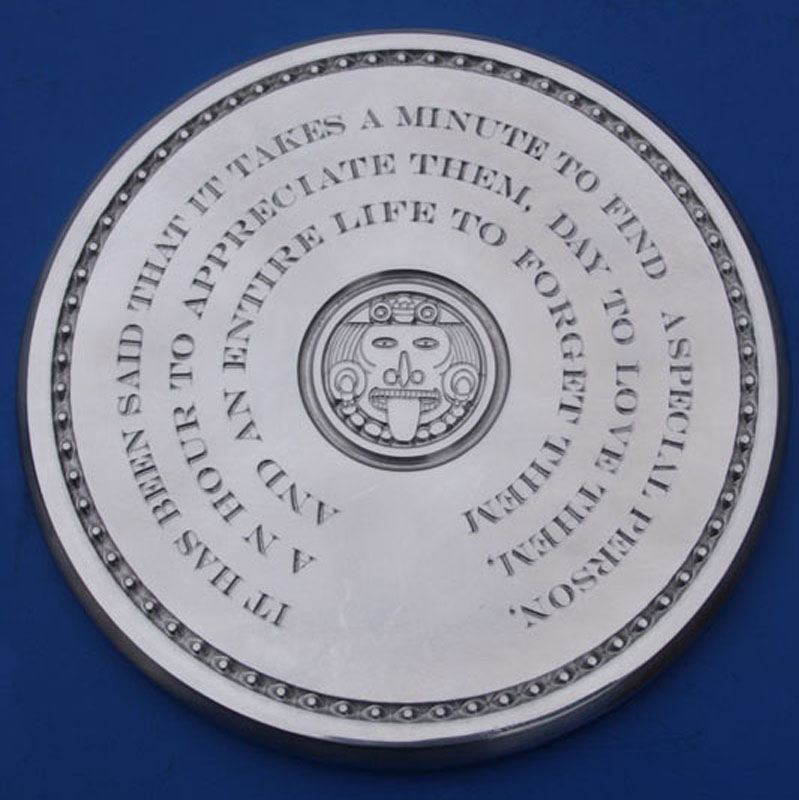 IT HAS BEEN SAID THAT IT TAKES A MINUTE TO FIND A SPECIAL PERSON,
AN HOUR TO APPRECIATE THEM, DAY TO LOVE THEM,
AND AN ENTIRE LIFE TO FORGET THEM